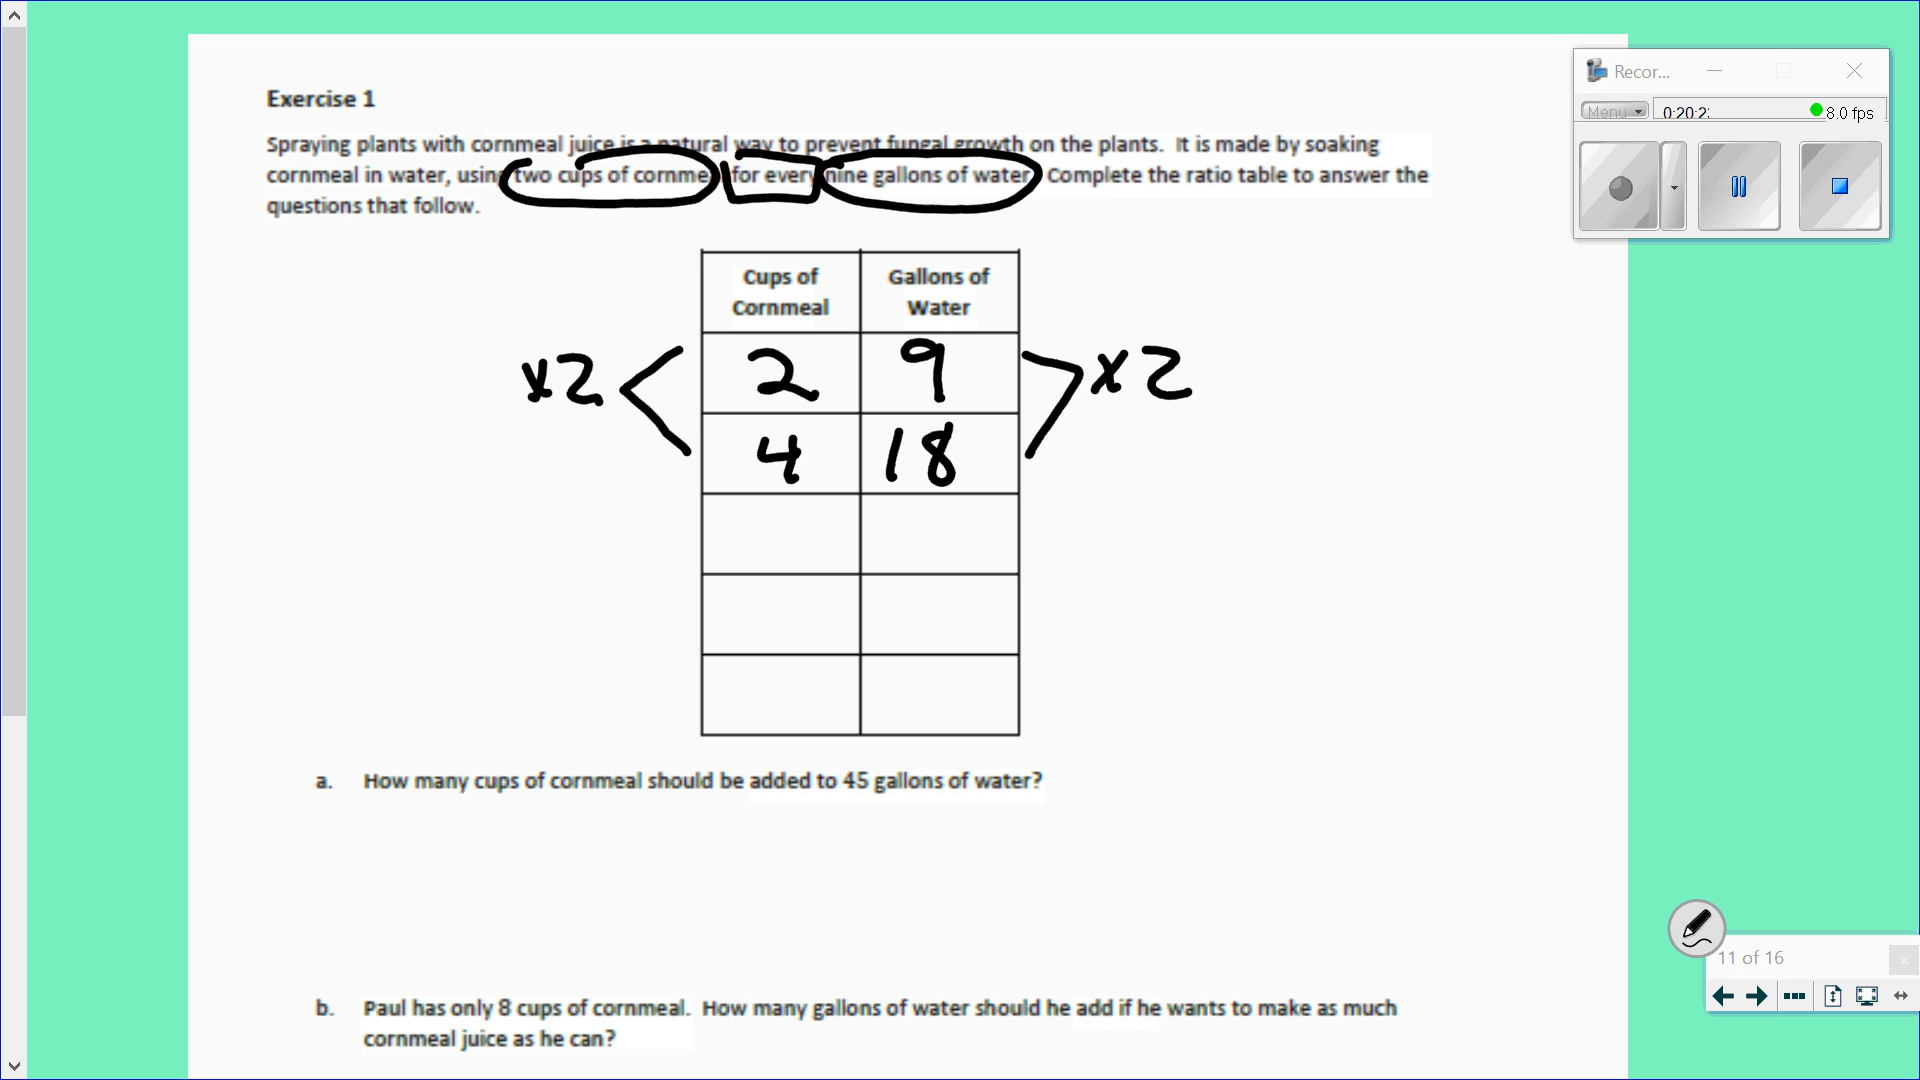 Exercise 1
Spraying plants with cornmeal juice is a natural way to prevent fungal growth on the plants. It is made by soaking
cornmeal in water, using two cups of cornmeal for every nine gallons of water. Complete the ratio table to answer the
questions that follow.
Recor...
Menu
8.0 fps
Cups of Cornmeal Gallons of Water
x2 2 9 x2
4 18
a. How many cups of cornmeal should be added to 45 gallons of water?
b. Paul has only 8 cups of cornmeal. How many gallons of water should he add if he wants to make as much
cornmeal juice as he can?
11 of 16